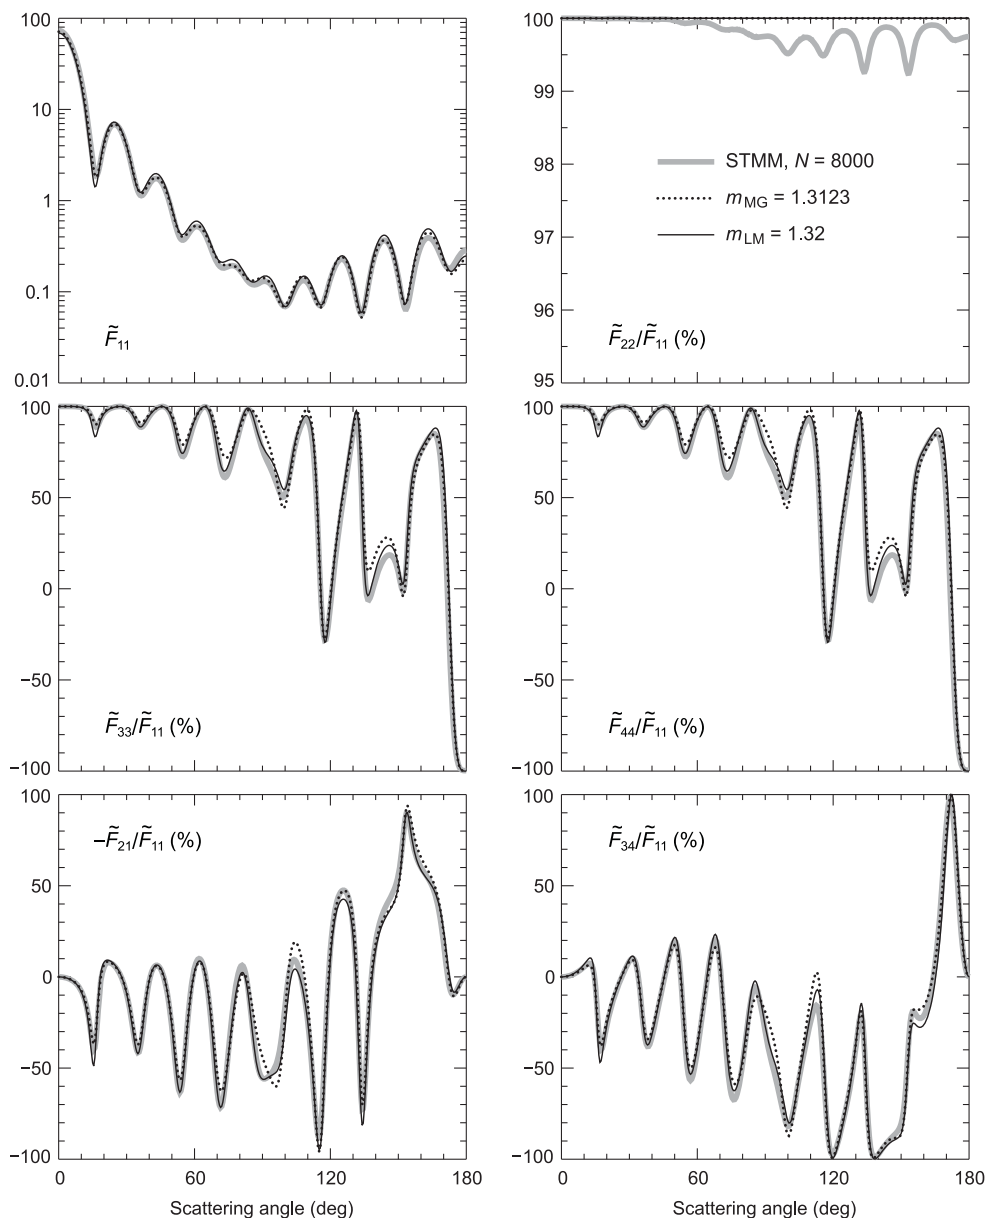 100
10
1
0.1
0.01
F̃₁₁
100
99
98
97
96
95
STMM, N = 8000
m_MG = 1.3123
m_LM = 1.32
F̃₂₂/F̃₁₁ (%)
100
50
0
−50
−100
F̃₃₃/F̃₁₁ (%)
100
50
0
−50
−100
F̃₄₄/F̃₁₁ (%)
100
50
0
−50
−100
−F̃₂₁/F̃₁₁ (%)
0 60 120 180
Scattering angle (deg)
100
50
0
−50
−100
F̃₃₄/F̃₁₁ (%)
0 60 120 180
Scattering angle (deg)